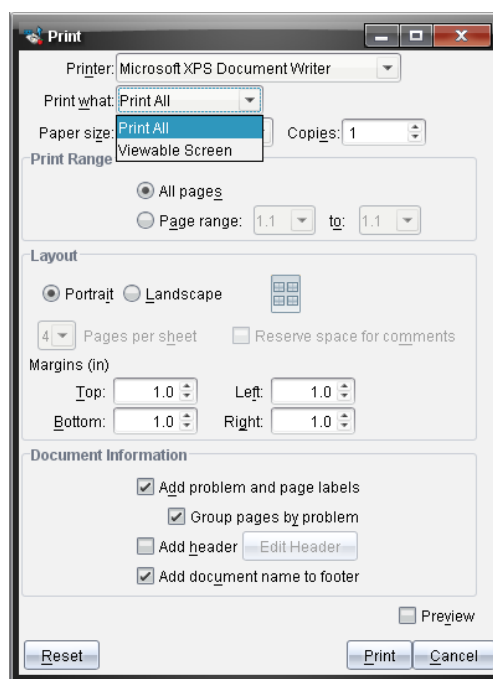 Print
Printer: Microsoft XPS Document Writer
Print what: Print All
Print All
Viewable Screen
Paper size:
Copies: 1
Print Range
All pages
Page range: 1.1 to: 1.1
Layout
Portrait Landscape
4 Pages per sheet Reserve space for comments
Margins (in)
Top: 1.0 Left: 1.0
Bottom: 1.0 Right: 1.0
Document Information
Add problem and page labels
Group pages by problem
Add header Edit Header
Add document name to footer
Preview
Reset Print Cancel